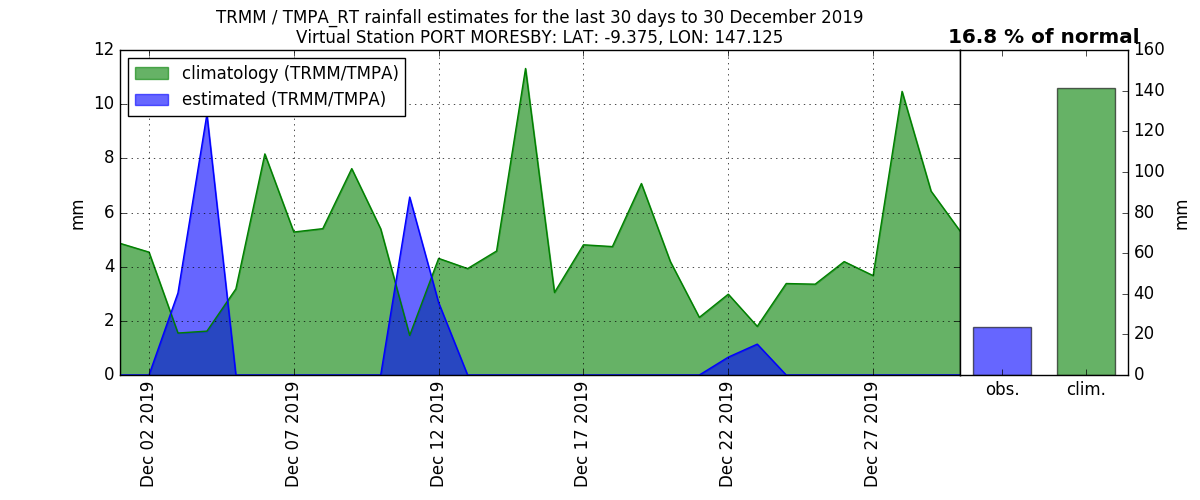 TRMM / TMPA_RT rainfall estimates for the last 30 days to 30 December 2019
Virtual Station PORT MORESBY: LAT: -9.375, LON: 147.125
16.8 % of normal
climatology (TRMM/TMPA)
estimated (TRMM/TMPA)
12
10
8
6
4
2
0
mm
Dec 02 2019
Dec 07 2019
Dec 12 2019
Dec 17 2019
Dec 22 2019
Dec 27 2019
obs.
clim.
160
140
120
100
80
60
40
20
0
mm